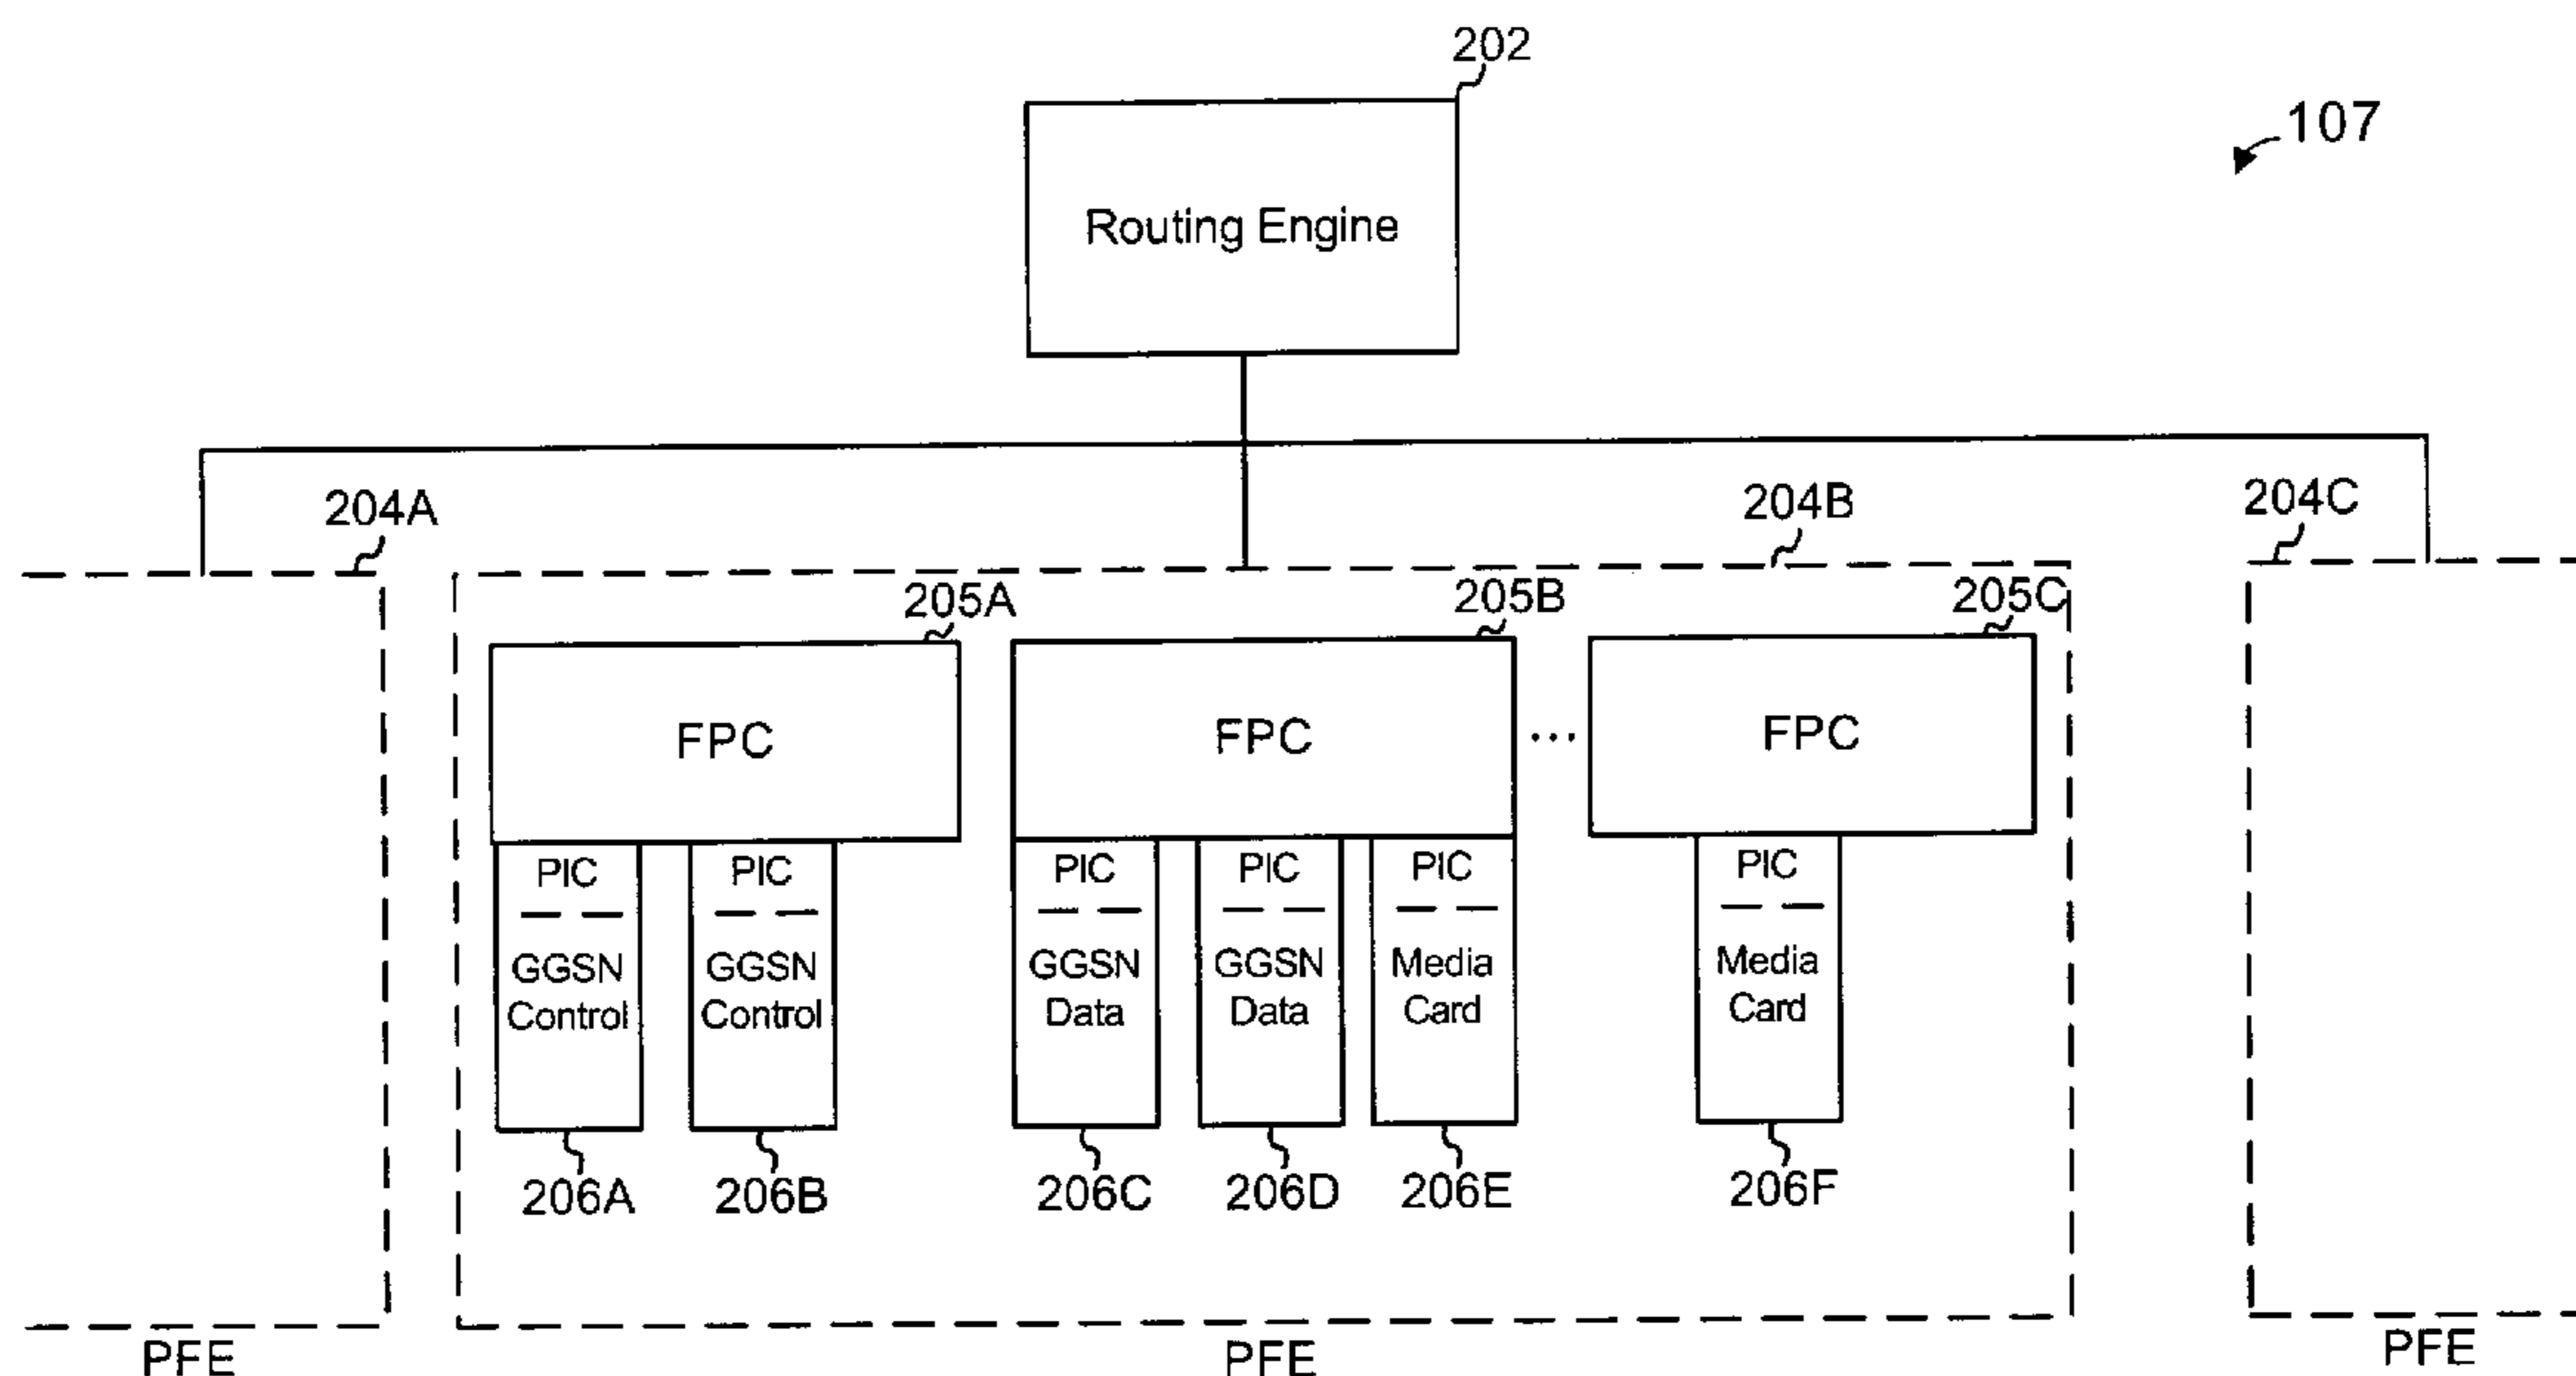 202
107
Routing Engine
204A
204B
204C
205A
205B
205C
FPC
FPC
...
FPC
PIC
GGSN
Control
PIC
GGSN
Control
PIC
GGSN
Data
PIC
GGSN
Data
PIC
Media
Card
PIC
Media
Card
206A
206B
206C
206D
206E
206F
PFE
PFE
PFE